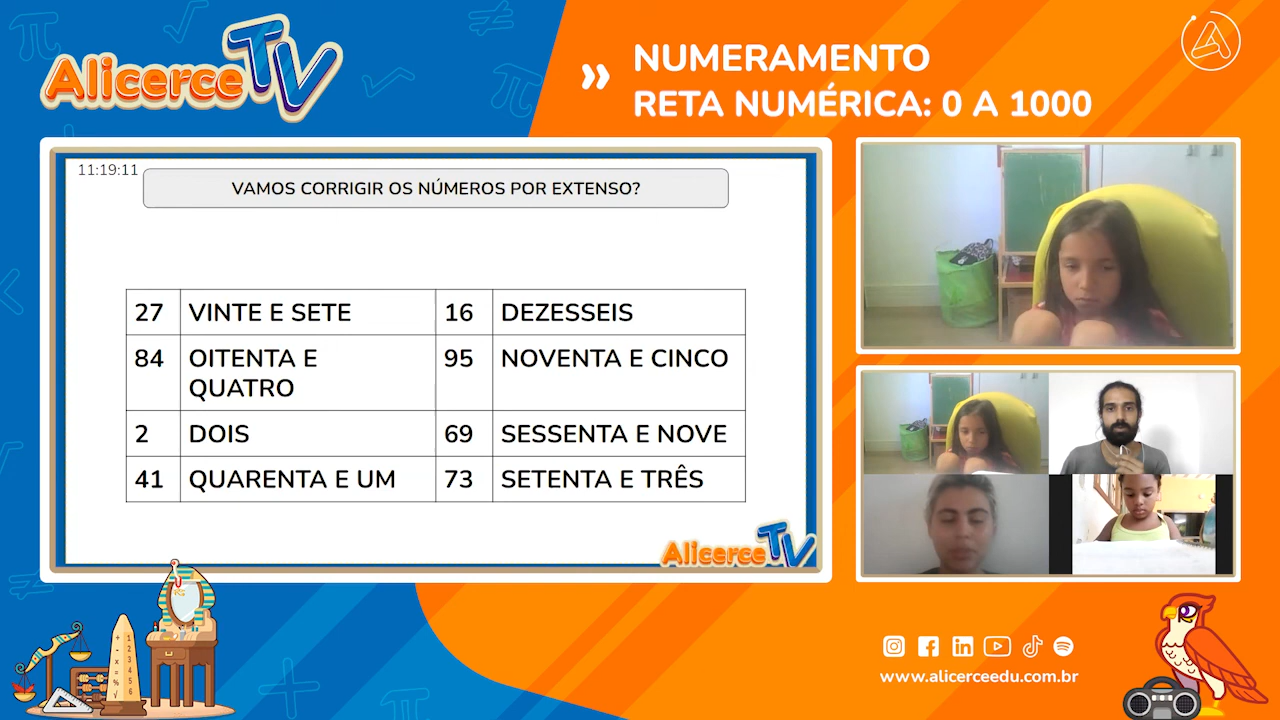 AlicerceTV
NUMERAMENTO
RETA NUMÉRICA: 0 A 1000
11:19:11
VAMOS CORRIGIR OS NÚMEROS POR EXTENSO?
27 VINTE E SETE 16 DEZESSEIS
84 OITENTA E
QUATRO 95 NOVENTA E CINCO
2 DOIS 69 SESSENTA E NOVE
41 QUARENTA E UM 73 SETENTA E TRÊS
AlicerceTV
www.alicerceedu.com.br